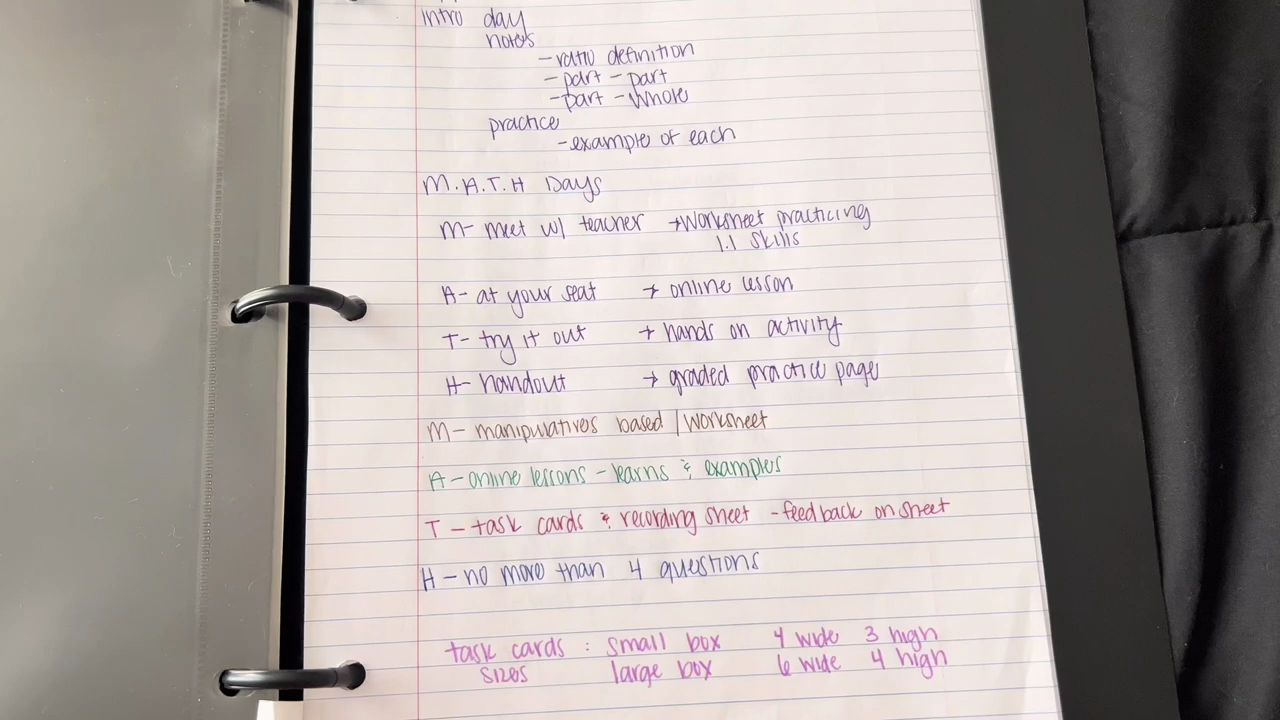 intro day
notes
- ratio definition
- part - part
- part - whole
practice
- example of each
M.A.T.H Days
M- meet w/ teacher → worksheet practicing
1.1 skills
A- at your seat → online lesson
T- try it out → hands on activity
H- handout → graded practice page
M- manipulatives based / worksheet
A- online lessons - learns & examples
T - task cards & recording sheet - feedback on sheet
H - no more than 4 questions
task cards : small box 4 wide 3 high
sizes large box 6 wide 4 high